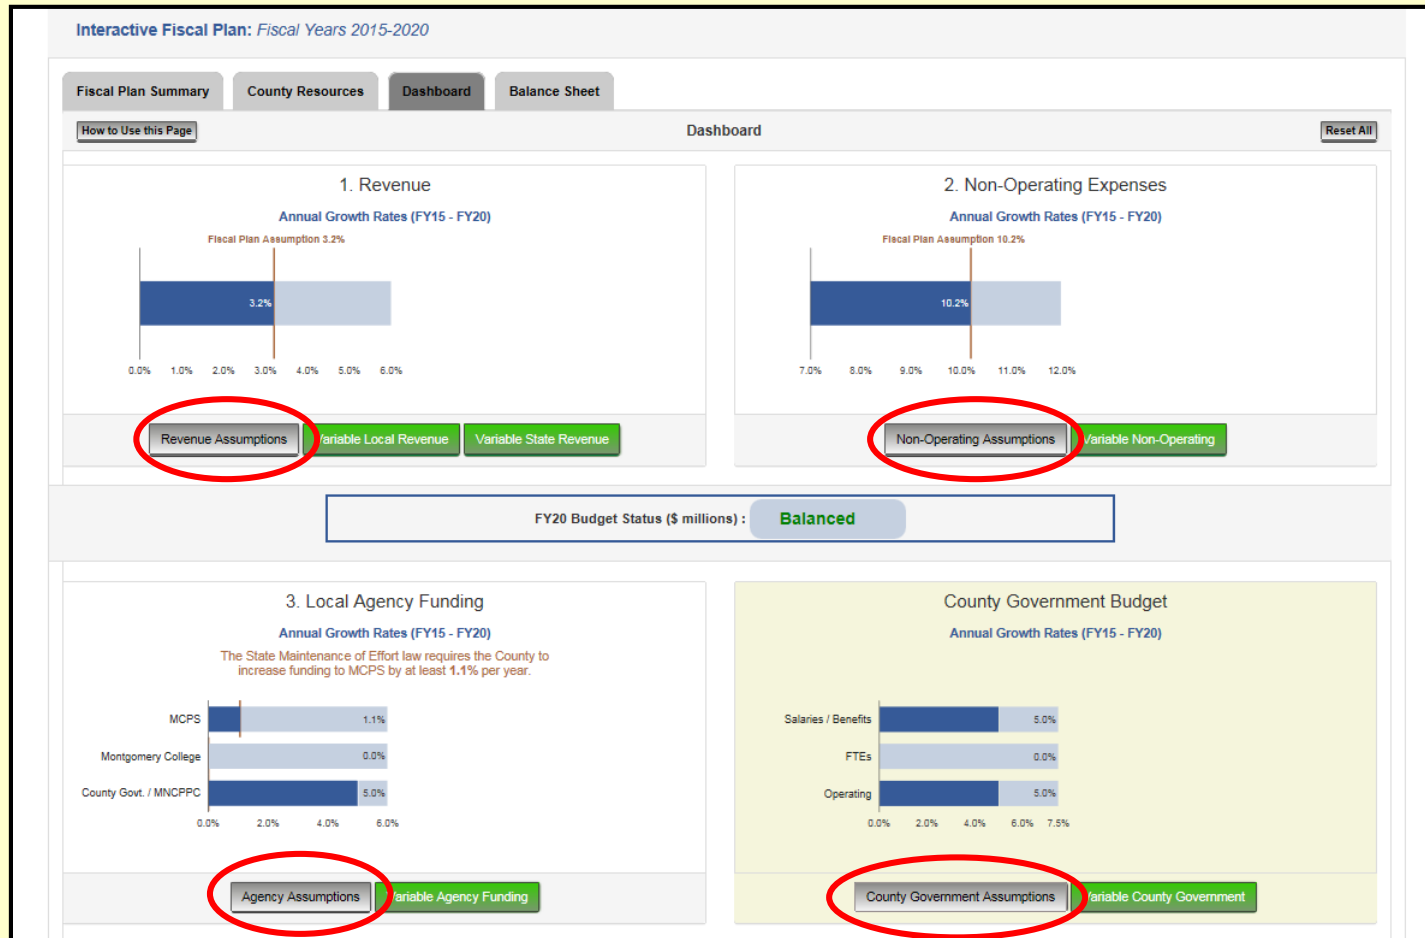 Interactive Fiscal Plan: Fiscal Years 2015-2020
Fiscal Plan Summary County Resources Dashboard Balance Sheet
How to Use this Page Dashboard Reset All
1. Revenue
Annual Growth Rates (FY15 - FY20)
Fiscal Plan Assumption 3.2%
3.2%
0.0% 1.0% 2.0% 3.0% 4.0% 5.0% 6.0%
Revenue Assumptions Variable Local Revenue Variable State Revenue
2. Non-Operating Expenses
Annual Growth Rates (FY15 - FY20)
Fiscal Plan Assumption 10.2%
10.2%
7.0% 8.0% 9.0% 10.0% 11.0% 12.0%
Non-Operating Assumptions Variable Non-Operating
FY20 Budget Status ($ millions) : Balanced
3. Local Agency Funding
Annual Growth Rates (FY15 - FY20)
The State Maintenance of Effort law requires the County to
increase funding to MCPS by at least 1.1% per year.
MCPS 1.1%
Montgomery College 0.0%
County Govt. / MNCPPC 5.0%
0.0% 2.0% 4.0% 6.0%
Agency Assumptions Variable Agency Funding
County Government Budget
Annual Growth Rates (FY15 - FY20)
Salaries / Benefits 5.0%
FTEs 0.0%
Operating 5.0%
0.0% 2.0% 4.0% 6.0% 7.5%
County Government Assumptions Variable County Government